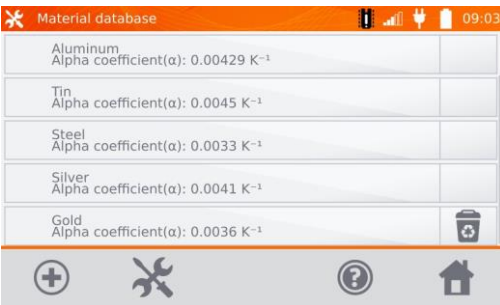 Material database 09:03
Aluminum
Alpha coefficient(α): 0.00429 K⁻¹
Tin
Alpha coefficient(α): 0.0045 K⁻¹
Steel
Alpha coefficient(α): 0.0033 K⁻¹
Silver
Alpha coefficient(α): 0.0041 K⁻¹
Gold
Alpha coefficient(α): 0.0036 K⁻¹